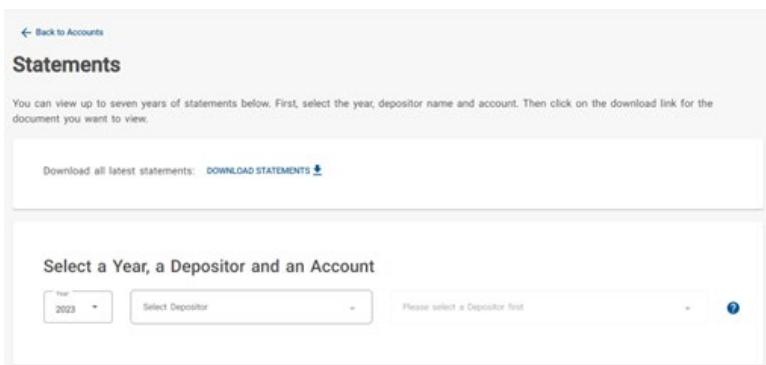 Back to Accounts
Statements
You can view up to seven years of statements below. First, select the year, depositor name and account. Then click on the download link for the
document you want to view.
Download all latest statements: DOWNLOAD STATEMENTS
Select a Year, a Depositor and an Account
Year
2023 Select Depositor Please select a Depositor first ?